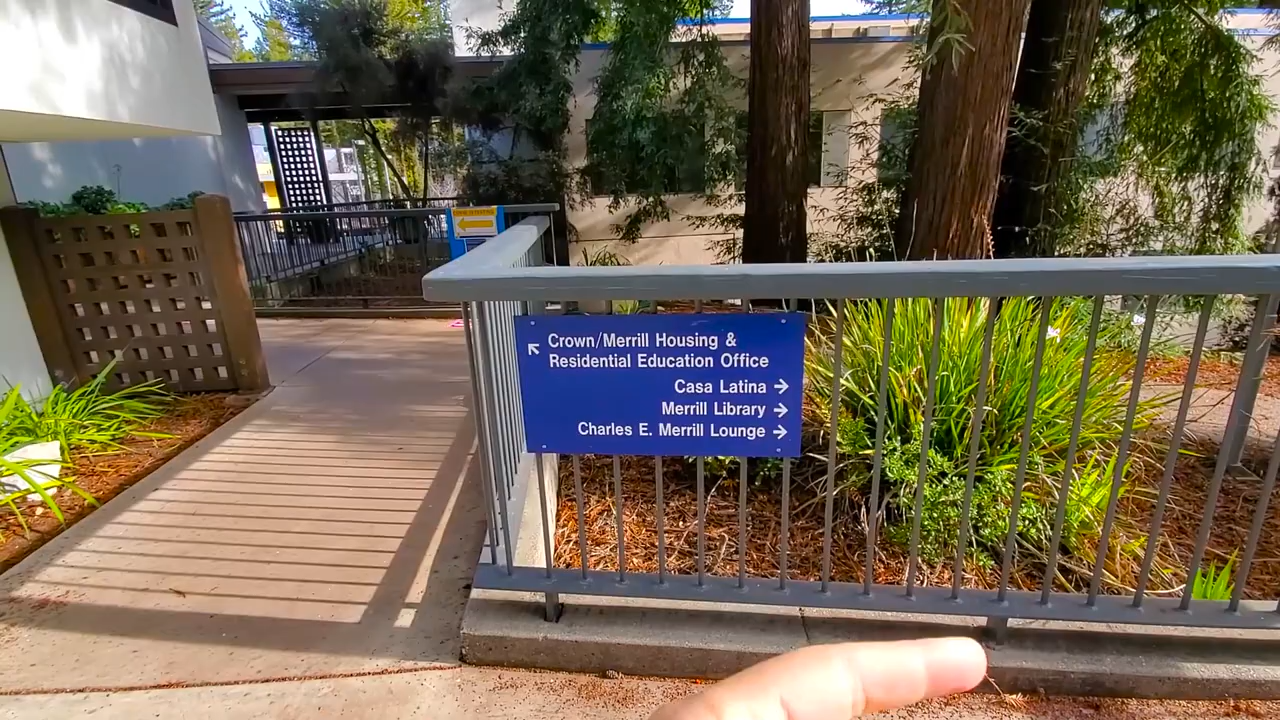 Crown/Merrill Housing &
Residential Education Office
Casa Latina →
Merrill Library →
Charles E. Merrill Lounge →